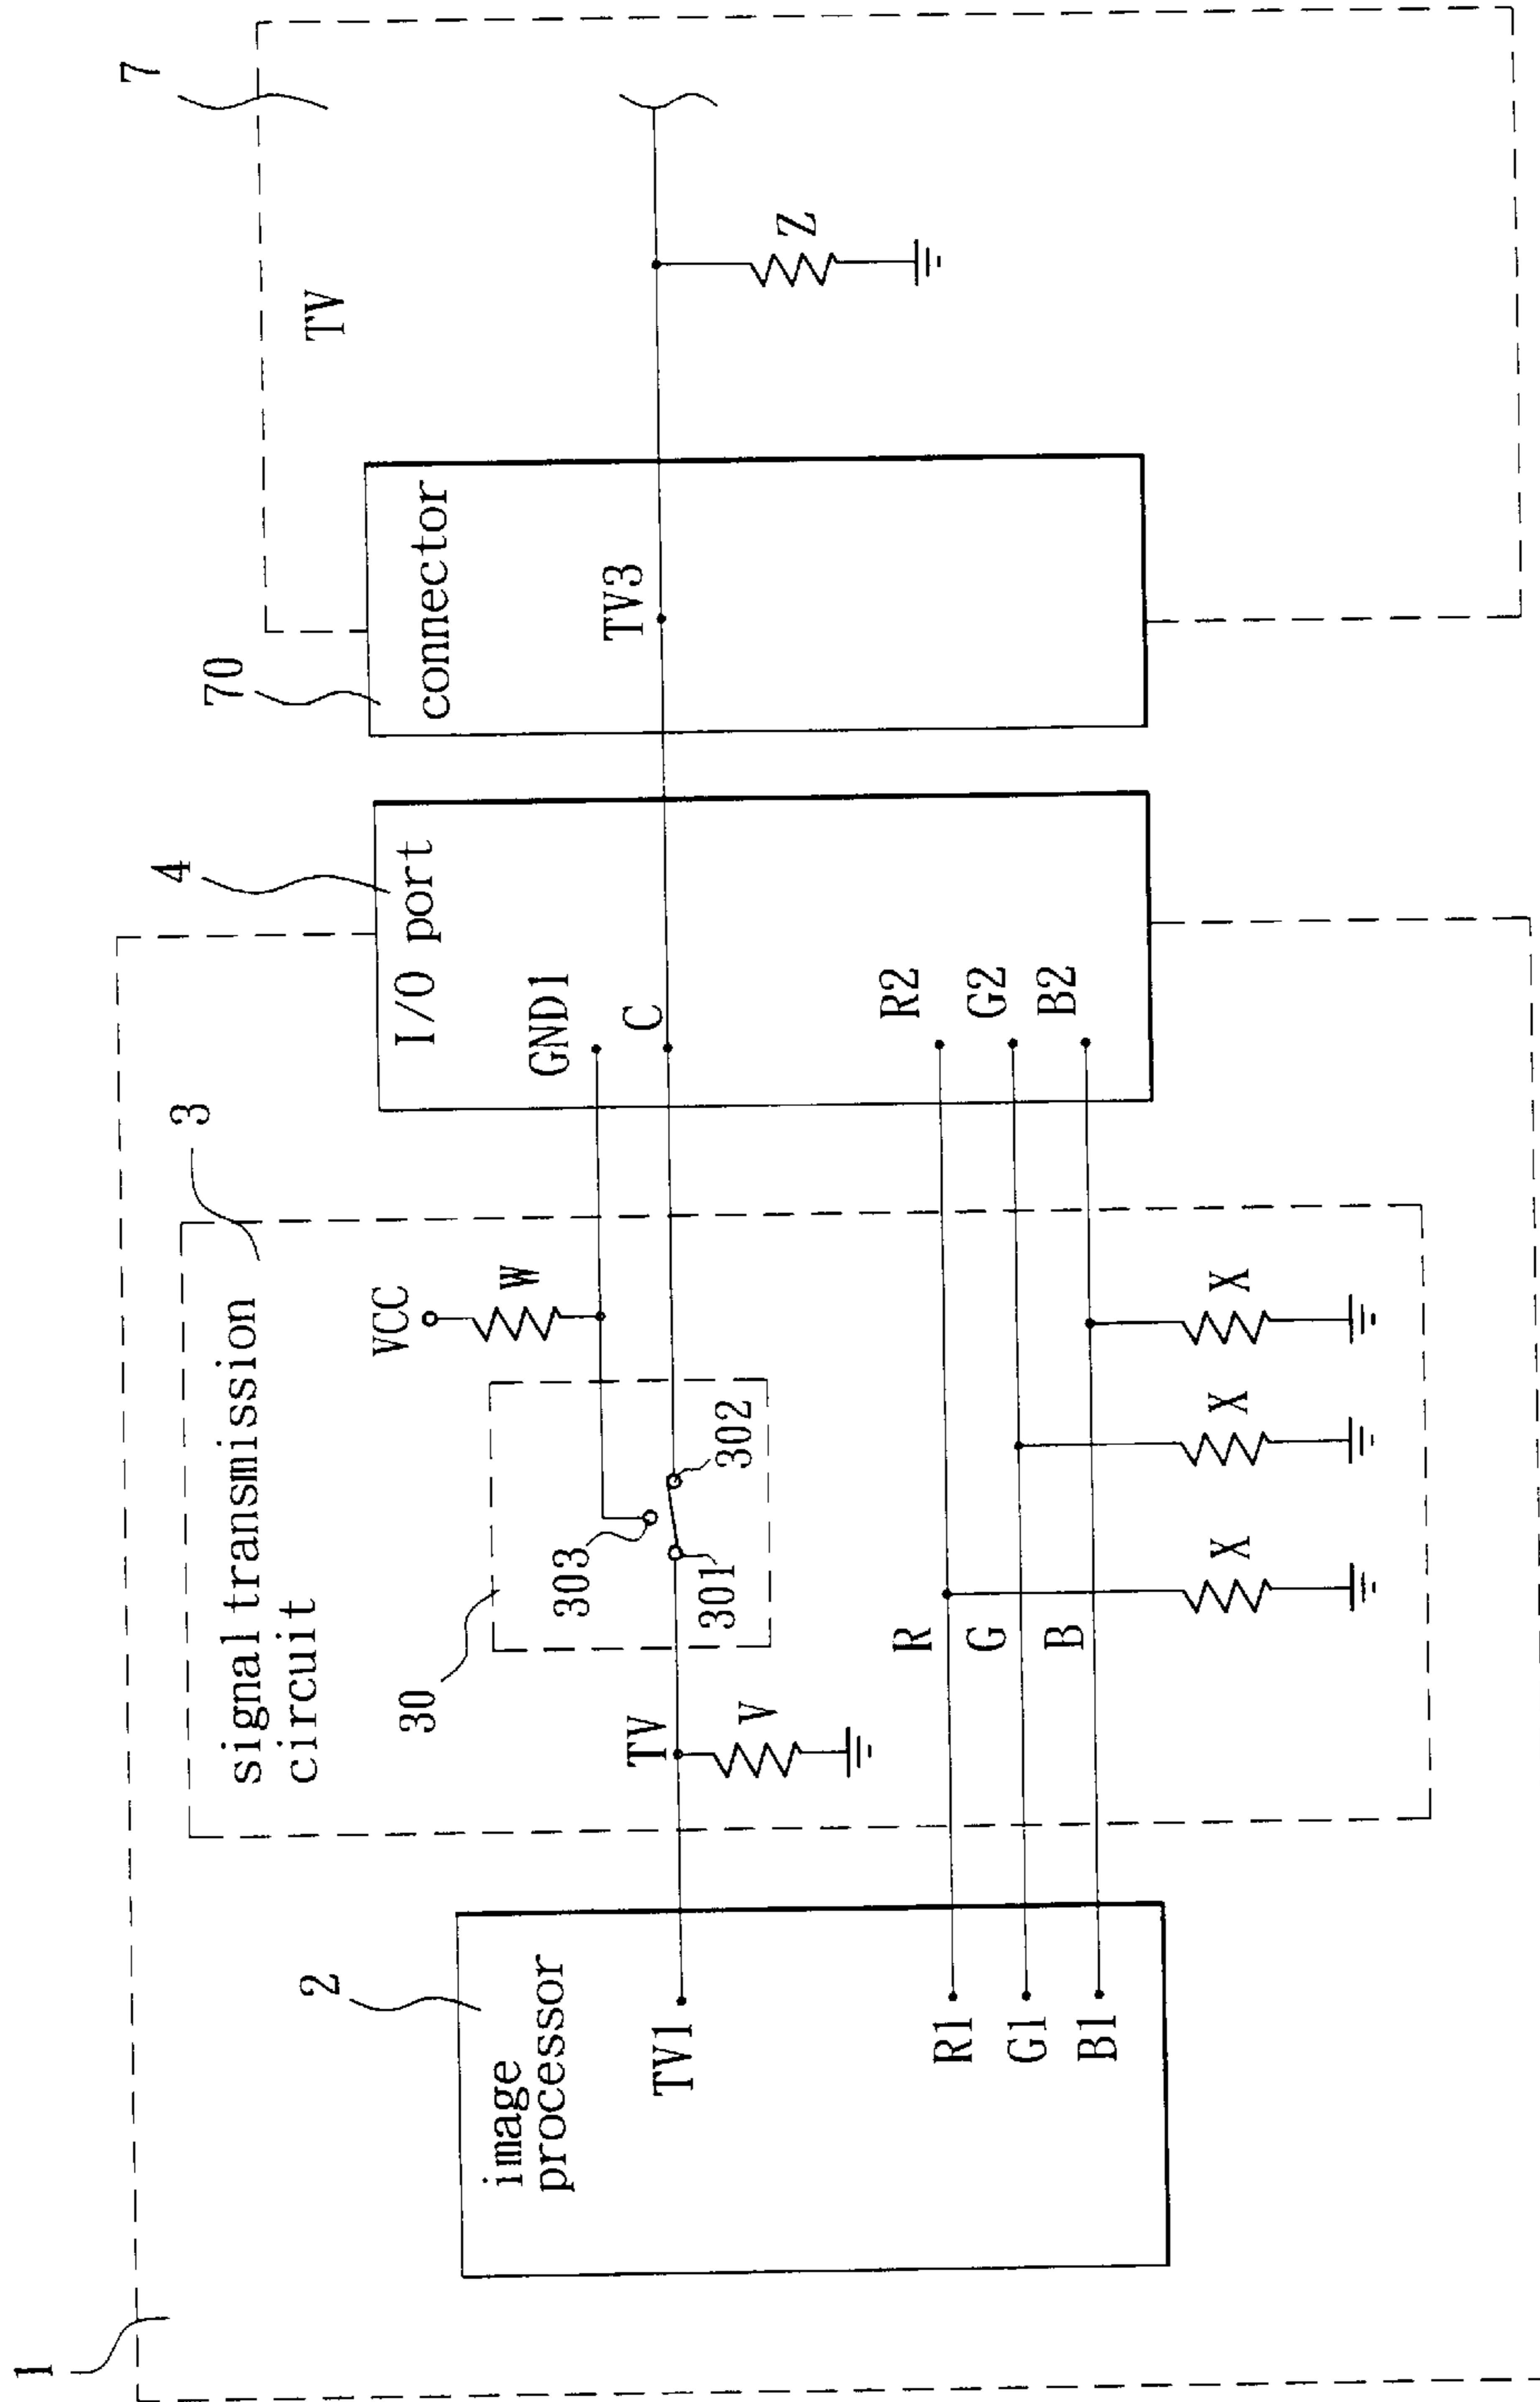 1
2
image
processor
TV1
R1
G1
B1
3
signal transmission
circuit
30
TV
V
303
301
302
VCC
W
R
G
B
X
X
X
4
I/O port
GND1
C
R2
G2
B2
70
connector
TV3
7
TV
Z